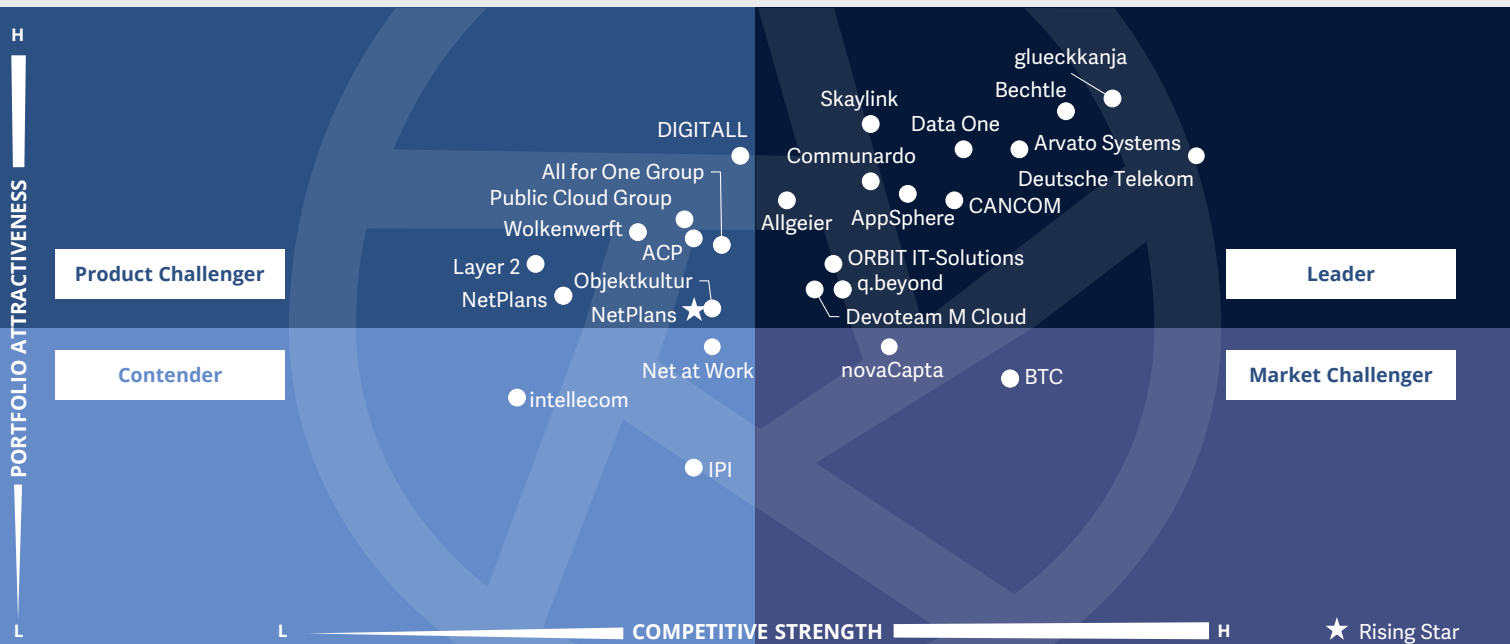 H
glueckkanja
Bechtle
Skaylink
Data One
DIGITALL
Arvato Systems
Communardo
All for One Group
Deutsche Telekom
Public Cloud Group
CANCOM
AppSphere
Allgeier
Wolkenwerft
ACP
ORBIT IT-Solutions
Layer 2
Product Challenger
Leader
Objektkultur
q.beyond
NetPlans
NetPlans
Devoteam M Cloud
PORTFOLIO ATTRACTIVENESS
Net at Work
novaCapta
Contender
Market Challenger
BTC
intellecom
IPI
L
L
COMPETITIVE STRENGTH
H
Rising Star